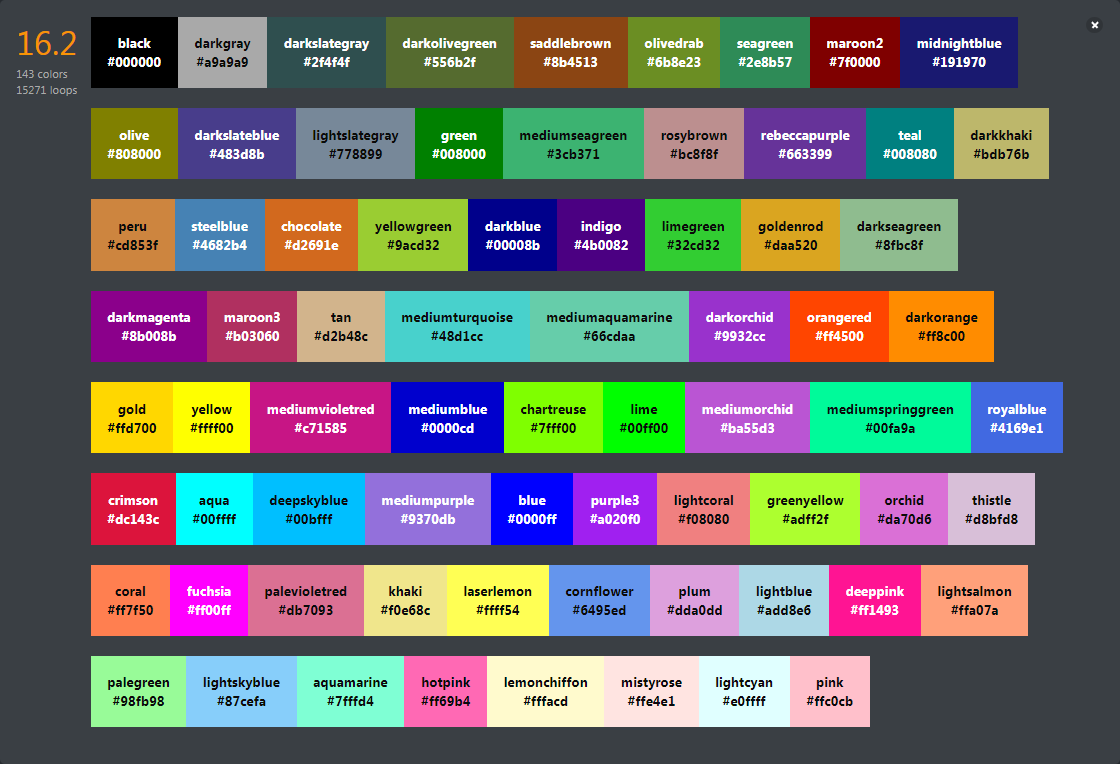 16.2
143 colors
15271 loops
black darkgray darkslategray darkolivegreen saddlebrown olivedrab seagreen maroon2 midnightblue
#000000 #a9a9a9 #2f4f4f #556b2f #8b4513 #6b8e23 #2e8b57 #7f0000 #191970
olive darkslateblue lightslategray green mediumseagreen rosybrown rebeccapurple teal darkkhaki
#808000 #483d8b #778899 #008000 #3cb371 #bc8f8f #663399 #008080 #bdb76b
peru steelblue chocolate yellowgreen darkblue indigo limegreen goldenrod darkseagreen
#cd853f #4682b4 #d2691e #9acd32 #00008b #4b0082 #32cd32 #daa520 #8fbc8f
darkmagenta maroon3 tan mediumturquoise mediumaquamarine darkorchid orangered darkorange
#8b008b #b03060 #d2b48c #48d1cc #66cdaa #9932cc #ff4500 #ff8c00
gold yellow mediumvioletred mediumblue chartreuse lime mediumorchid mediumspringgreen royalblue
#ffd700 #ffff00 #c71585 #0000cd #7fff00 #00ff00 #ba55d3 #00fa9a #4169e1
crimson aqua deepskyblue mediumpurple blue purple3 lightcoral greenyellow orchid thistle
#dc143c #00ffff #00bfff #9370db #0000ff #a020f0 #f08080 #adff2f #da70d6 #d8bfd8
coral fuchsia palevioletred khaki laserlemon cornflower plum lightblue deeppink lightsalmon
#ff7f50 #ff00ff #db7093 #f0e68c #ffff54 #6495ed #dda0dd #add8e6 #ff1493 #ffa07a
palegreen lightskyblue aquamarine hotpink lemonchiffon mistyrose lightcyan pink
#98fb98 #87cefa #7fffd4 #ff69b4 #fffacd #ffe4e1 #e0ffff #ffc0cb